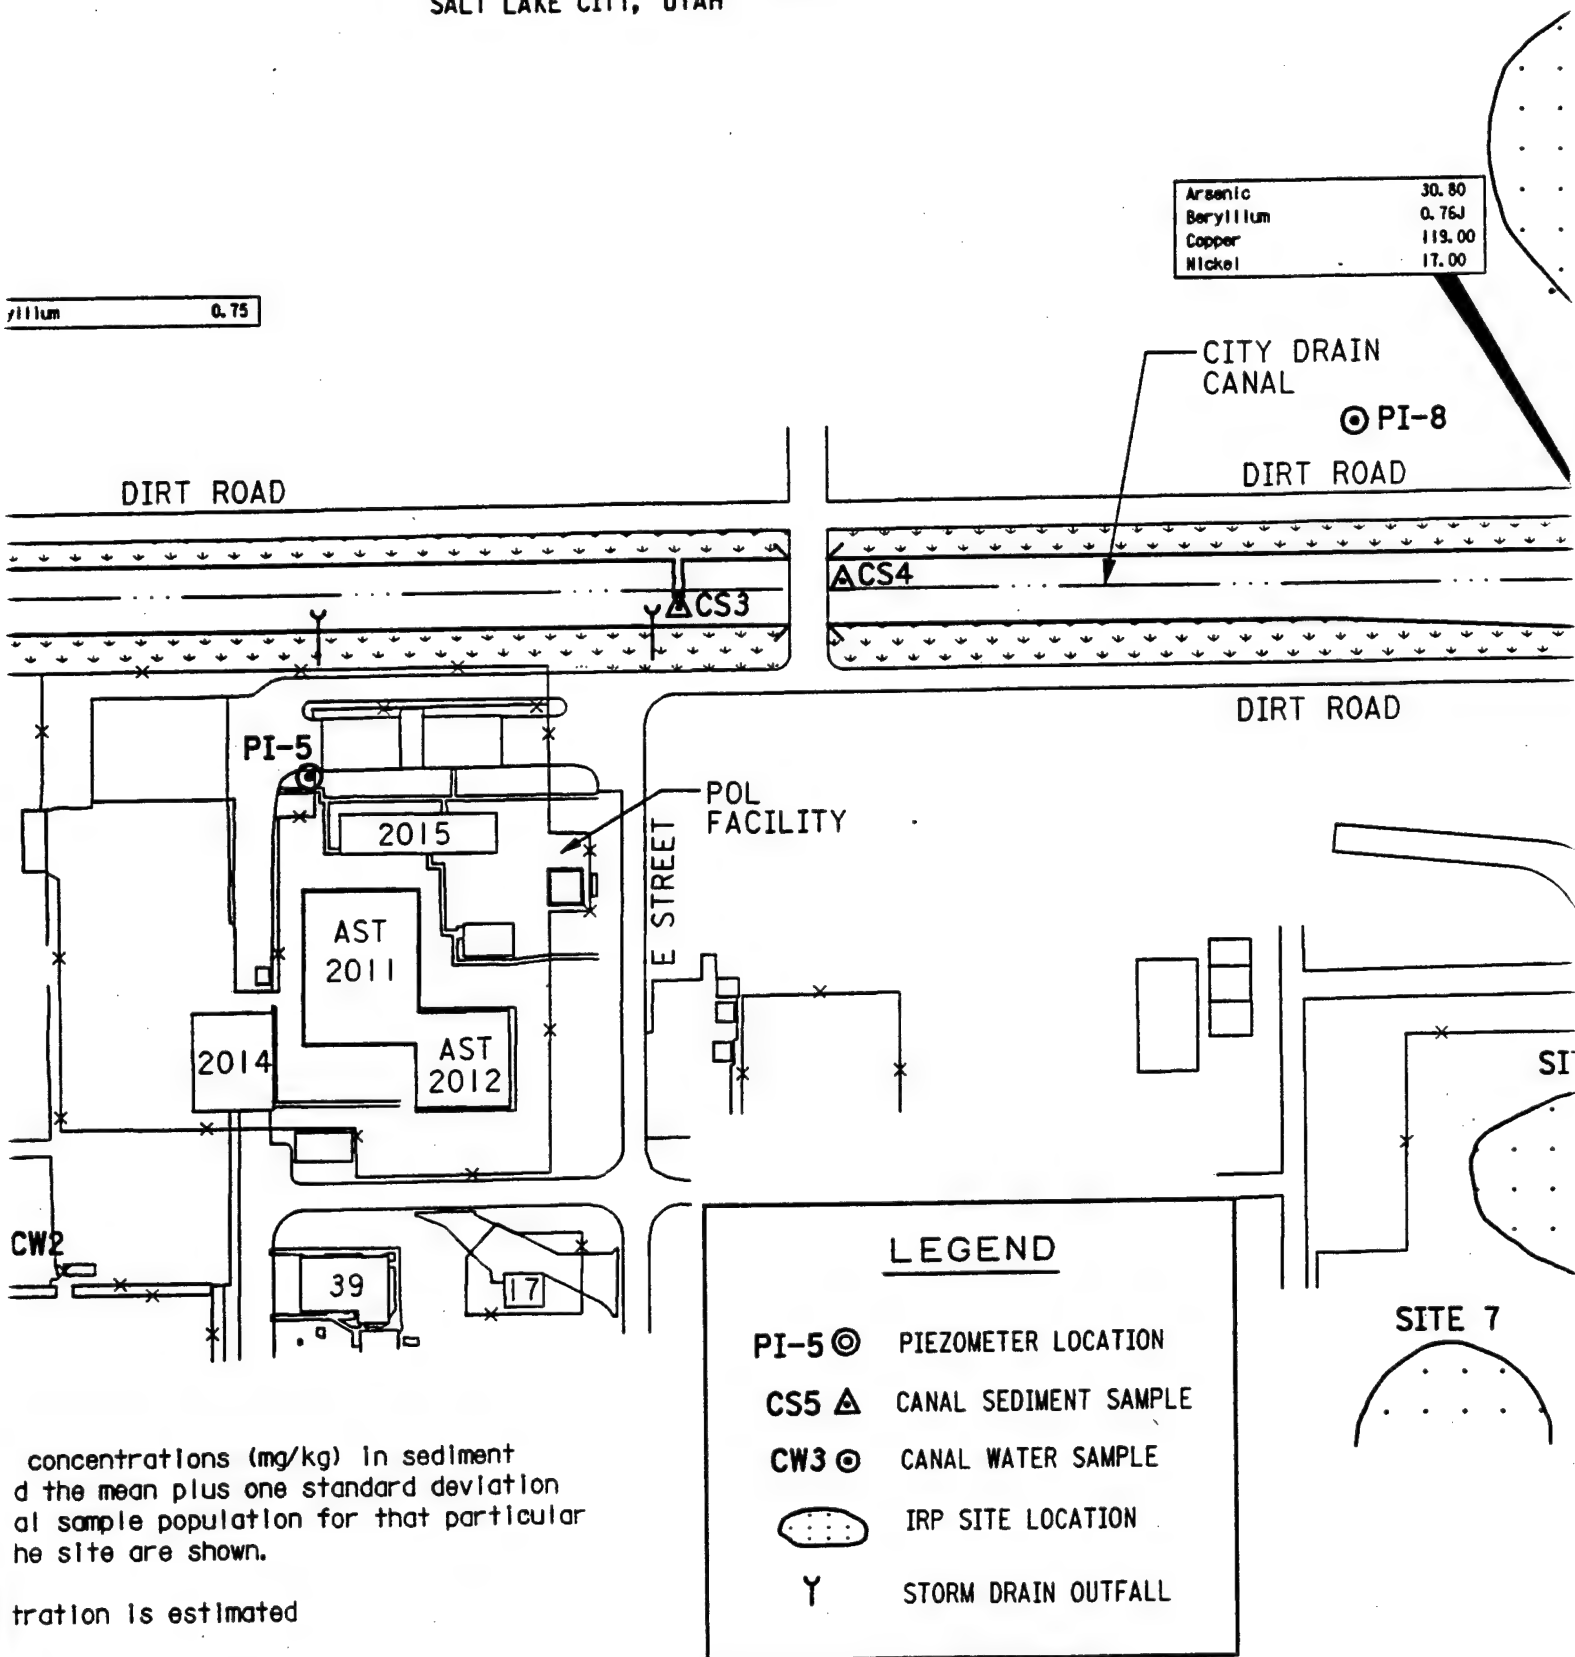 SALT LAKE CITY, UTAH
Arsenic 30.80
Beryllium 0.76J
Copper 119.00
Nickel 17.00
yllium 0.75
CITY DRAIN
CANAL
PI-8
DIRT ROAD
DIRT ROAD
CS4
CS3
DIRT ROAD
PI-5
POL
FACILITY
2015
E STREET
AST
2011
2014
AST
2012
SI
CW2
39
17
SITE 7
LEGEND
PI-5 PIEZOMETER LOCATION
CS5 CANAL SEDIMENT SAMPLE
CW3 CANAL WATER SAMPLE
IRP SITE LOCATION
STORM DRAIN OUTFALL
concentrations (mg/kg) in sediment
d the mean plus one standard deviation
al sample population for that particular
he site are shown.
tration is estimated